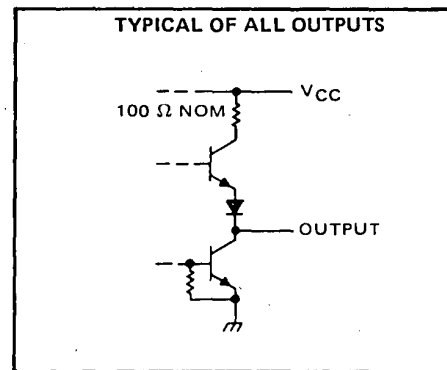 TYPICAL OF ALL OUTPUTS
VCC
100 Ω NOM
OUTPUT